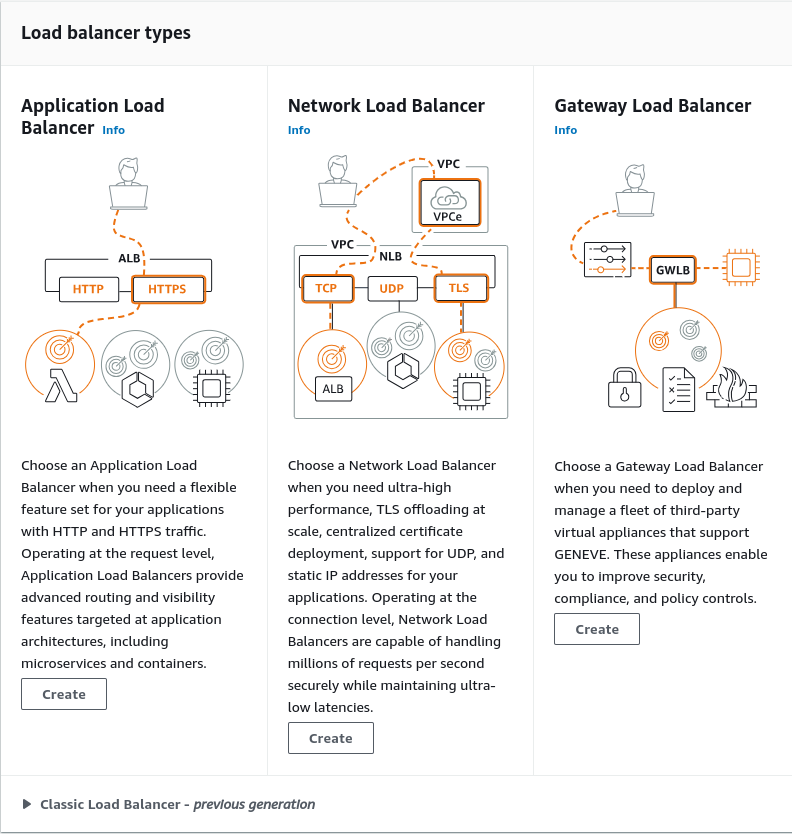 Load balancer types
Application Load
Balancer Info
ALB
HTTP
HTTPS
Choose an Application Load
Balancer when you need a flexible
feature set for your applications
with HTTP and HTTPS traffic.
Operating at the request level,
Application Load Balancers provide
advanced routing and visibility
features targeted at application
architectures, including
microservices and containers.
Create
Network Load Balancer
Info
VPC
VPCe
VPC
NLB
TCP
UDP
TLS
ALB
Choose a Network Load Balancer
when you need ultra-high
performance, TLS offloading at
scale, centralized certificate
deployment, support for UDP, and
static IP addresses for your
applications. Operating at the
connection level, Network Load
Balancers are capable of handling
millions of requests per second
securely while maintaining ultra-
low latencies.
Create
Gateway Load Balancer
Info
GWLB
Choose a Gateway Load Balancer
when you need to deploy and
manage a fleet of third-party
virtual appliances that support
GENEVE. These appliances enable
you to improve security,
compliance, and policy controls.
Create
Classic Load Balancer - previous generation